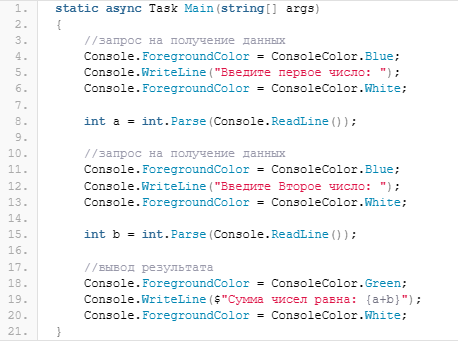 1. static async Task Main(string[] args)
2. {
3. //запрос на получение данных
4. Console.ForegroundColor = ConsoleColor.Blue;
5. Console.WriteLine("Введите первое число: ");
6. Console.ForegroundColor = ConsoleColor.White;
7.
8. int a = int.Parse(Console.ReadLine());
9.
10. //запрос на получение данных
11. Console.ForegroundColor = ConsoleColor.Blue;
12. Console.WriteLine("Введите Второе число: ");
13. Console.ForegroundColor = ConsoleColor.White;
14.
15. int b = int.Parse(Console.ReadLine());
16.
17. //вывод результата
18. Console.ForegroundColor = ConsoleColor.Green;
19. Console.WriteLine($"Сумма чисел равна: {a+b}");
20. Console.ForegroundColor = ConsoleColor.White;
21. }